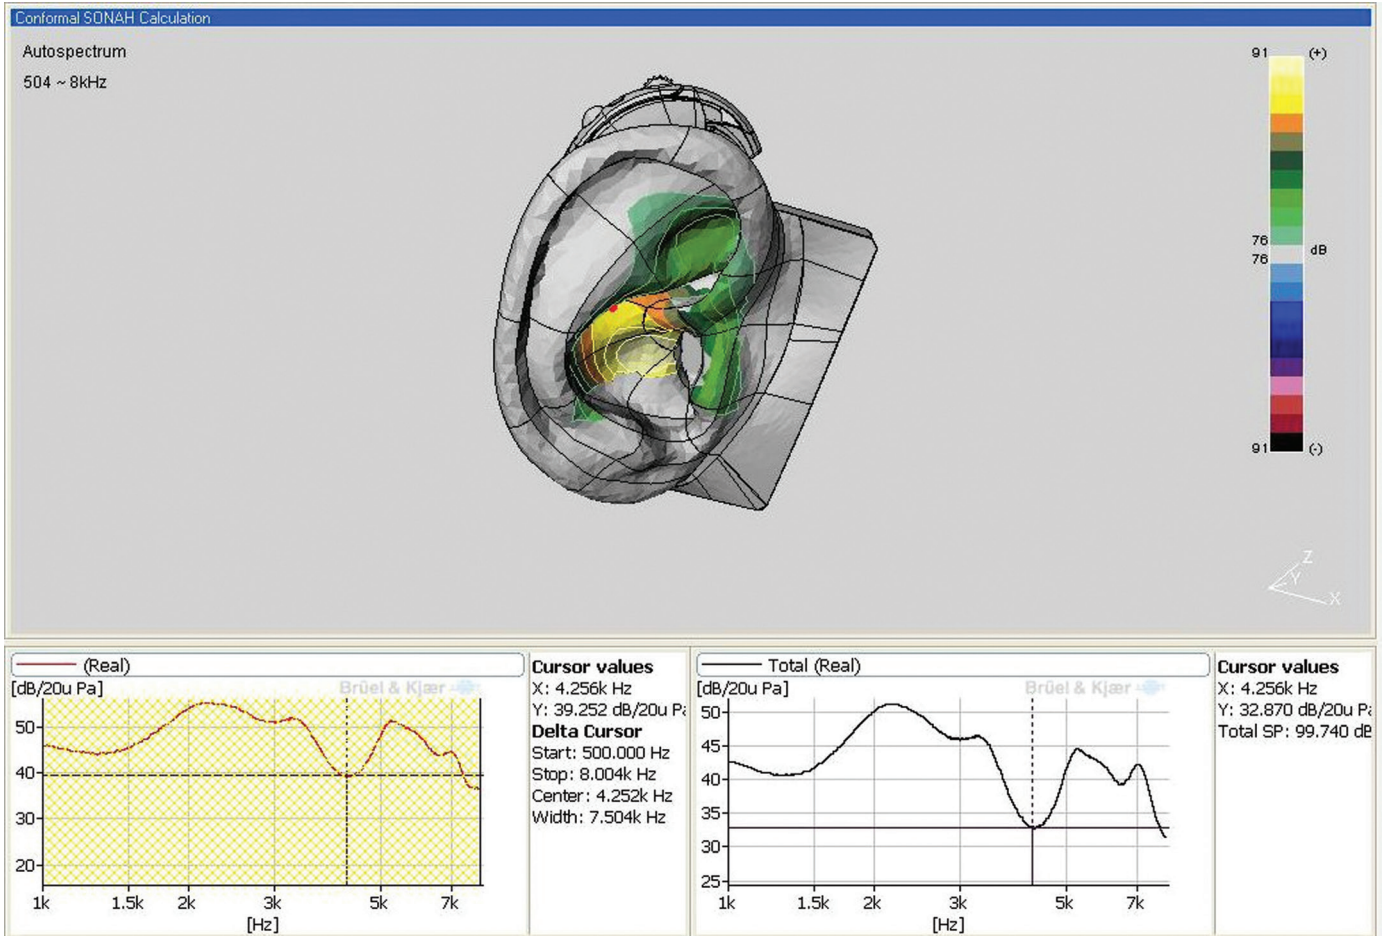 Conformal SONAH Calculation
Autospectrum
504 ~ 8kHz
91 (+)
76
76
dB
91 (-)
Z
Y
X
(Real)
[dB/20u Pa]
Brüel & Kjær
50
40
30
20
1k 1.5k 2k 3k 5k 7k
[Hz]
Cursor values
X: 4.256k Hz
Y: 39.252 dB/20u Pa
Delta Cursor
Start: 500.000 Hz
Stop: 8.004k Hz
Center: 4.252k Hz
Width: 7.504k Hz
Total (Real)
[dB/20u Pa]
Brüel & Kjær
50
45
40
35
30
25
1k 1.5k 2k 3k 5k 7k
[Hz]
Cursor values
X: 4.256k Hz
Y: 32.870 dB/20u Pa
Total SP: 99.740 dB